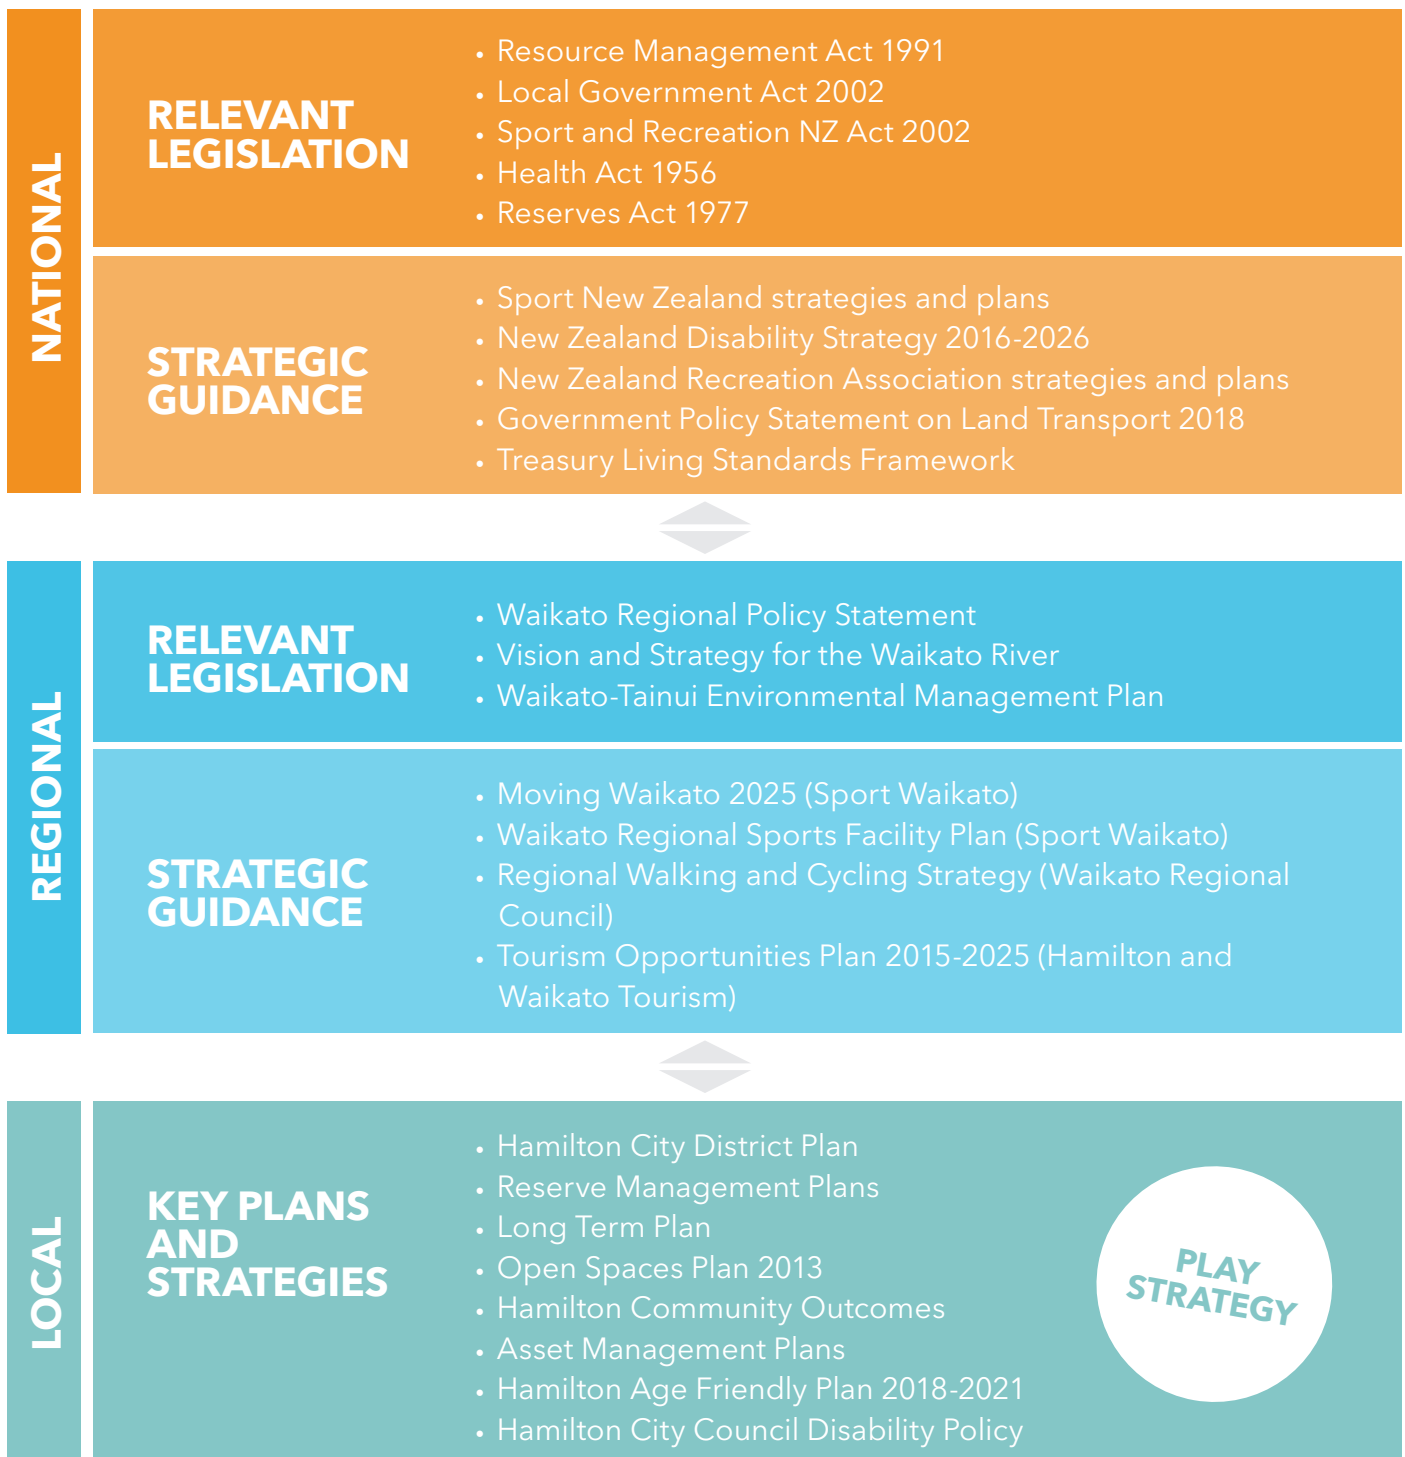 NATIONAL
RELEVANT
LEGISLATION
• Resource Management Act 1991
• Local Government Act 2002
• Sport and Recreation NZ Act 2002
• Health Act 1956
• Reserves Act 1977
STRATEGIC
GUIDANCE
• Sport New Zealand strategies and plans
• New Zealand Disability Strategy 2016-2026
• New Zealand Recreation Association strategies and plans
• Government Policy Statement on Land Transport 2018
• Treasury Living Standards Framework
REGIONAL
RELEVANT
LEGISLATION
• Waikato Regional Policy Statement
• Vision and Strategy for the Waikato River
• Waikato-Tainui Environmental Management Plan
STRATEGIC
GUIDANCE
• Moving Waikato 2025 (Sport Waikato)
• Waikato Regional Sports Facility Plan (Sport Waikato)
• Regional Walking and Cycling Strategy (Waikato Regional
Council)
• Tourism Opportunities Plan 2015-2025 (Hamilton and
Waikato Tourism)
LOCAL
KEY PLANS
AND
STRATEGIES
• Hamilton City District Plan
• Reserve Management Plans
• Long Term Plan
• Open Spaces Plan 2013
• Hamilton Community Outcomes
• Asset Management Plans
• Hamilton Age Friendly Plan 2018-2021
• Hamilton City Council Disability Policy
PLAY
STRATEGY